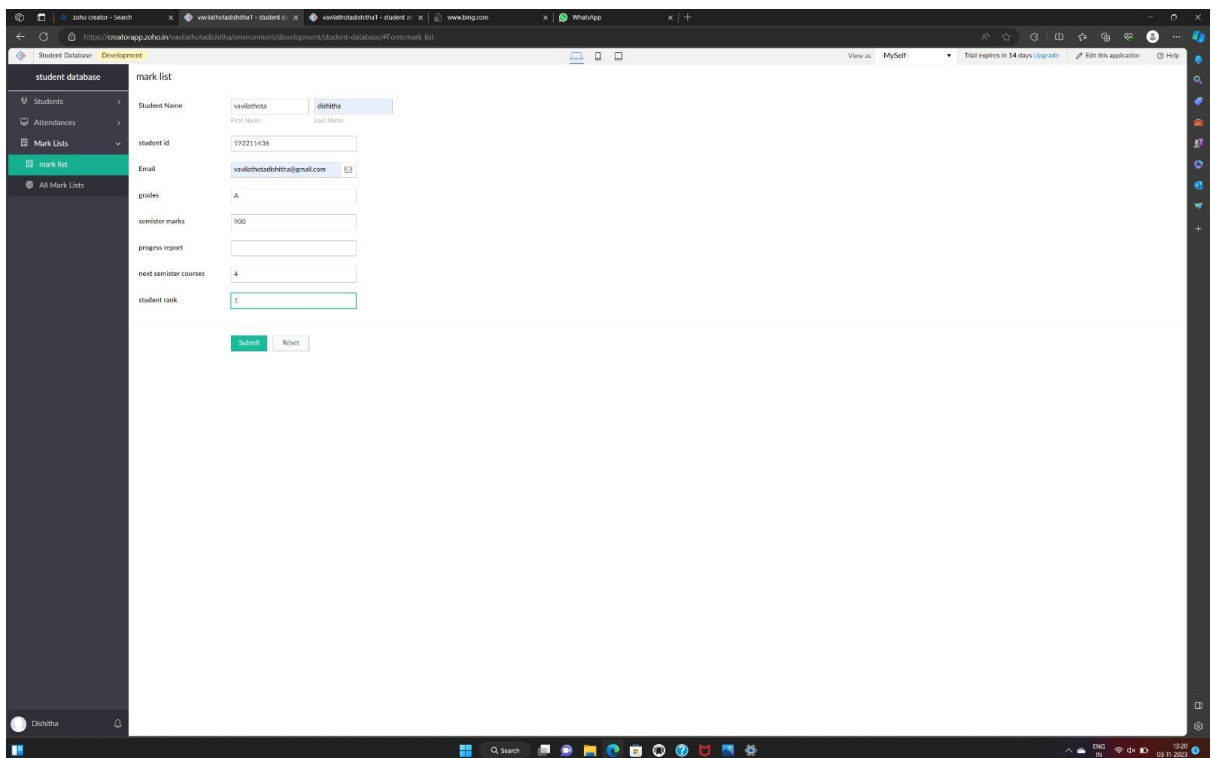 zoho creator - Search
vavilathotadishitha1 - student d
vavilathotadishitha1 - student at
www.bing.com
WhatsApp
https://creatorapp.zoho.in/vavilathotadishitha/environment/development/student-database/#Form:mark_list
Student Database Development
View as MySelf Trial expires in 14 days Upgrade Edit this application Help
student database
Students
Attendances
Mark Lists
mark list
All Mark Lists
Dishitha
mark list
Student Name vavilathota dishitha
First Name Last Name
student id 192211436
Email vavilathotadishitha@gmail.com
grades A
semister marks 900
progess report
next semister courses 4
student rank 1
Submit Reset
Search
ENG
IN
13:20
03-11-2023